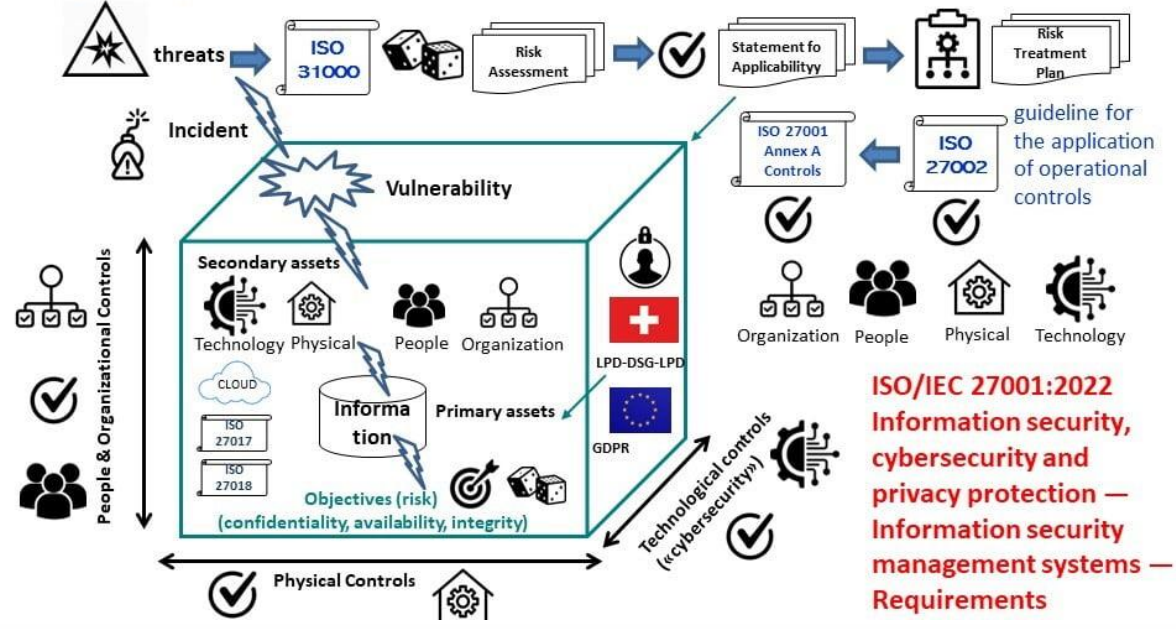 threats
ISO
31000
Risk
Assessment
Statement fo
Applicabilityy
Risk
Treatment
Plan
Incident
Vulnerability
ISO 27001
Annex A
Controls
ISO
27002
guideline for
the application
of operational
controls
People & Organizational Controls
Secondary assets
Technology
Physical
People
Organization
CLOUD
ISO
27017
ISO
27018
Informa
tion
Primary assets
Objectives (risk)
(confidentiality, availability, integrity)
LPD-DSG-LPD
GDPR
Organization
People
Physical
Technology
Technological controls
(«cybersecurity»)
Physical Controls
ISO/IEC 27001:2022
Information security,
cybersecurity and
privacy protection —
Information security
management systems —
Requirements